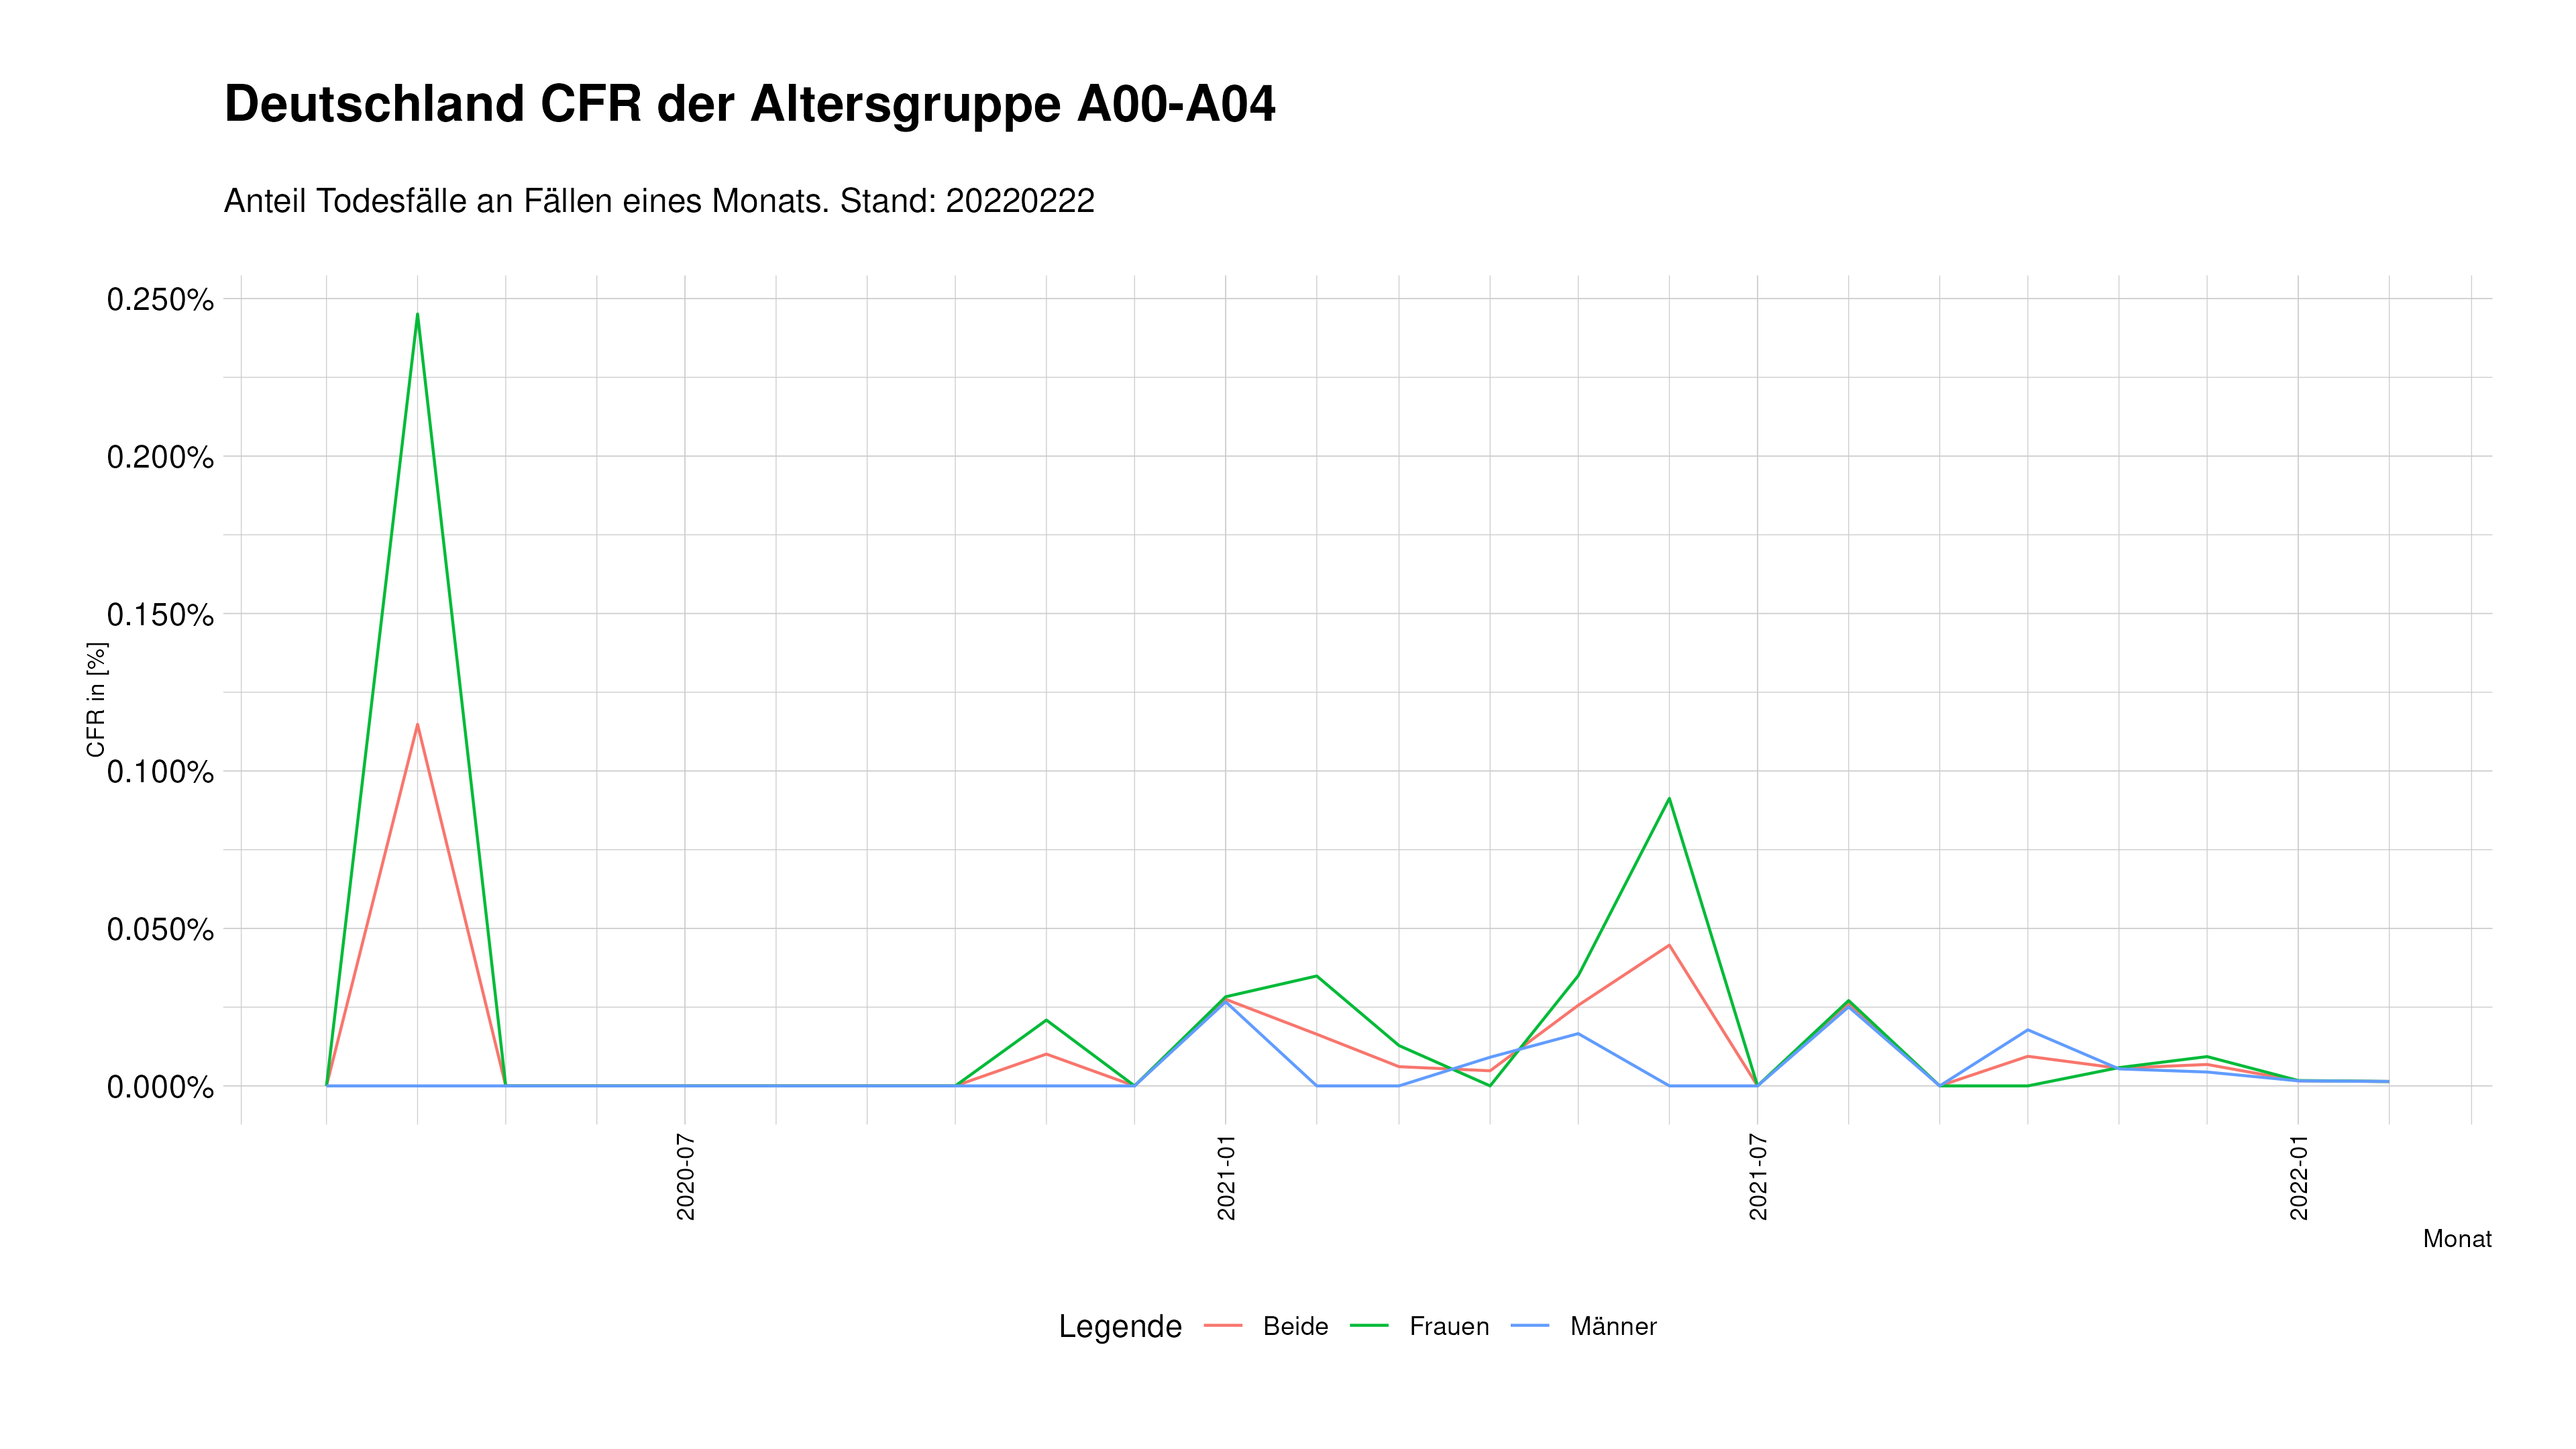 Deutschland CFR der Altersgruppe A00-A04
Anteil Todesfälle an Fällen eines Monats. Stand: 20220222
CFR in [%]
0.250%
0.200%
0.150%
0.100%
0.050%
0.000%
2020-07
2021-01
2021-07
2022-01
Monat
Legende Beide Frauen Männer